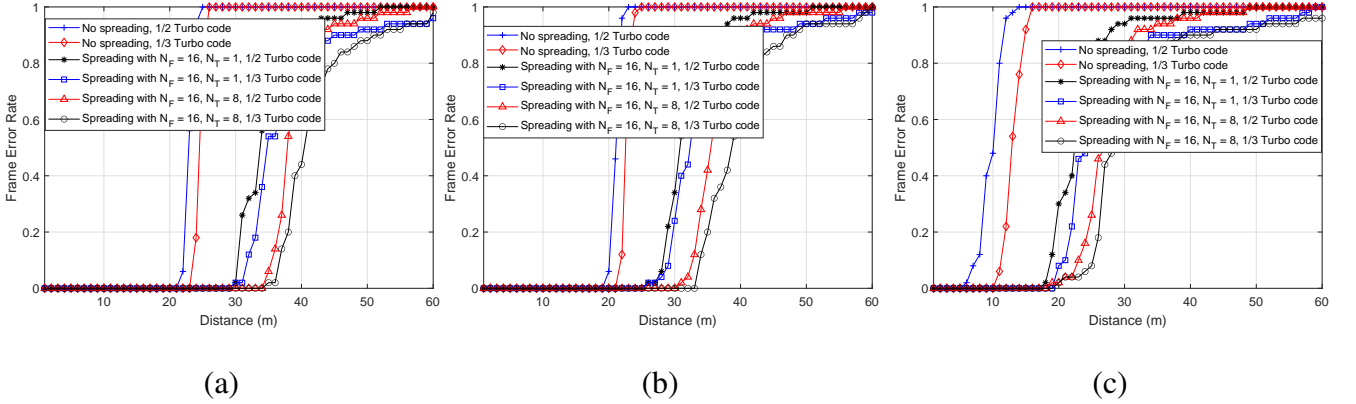 Frame Error Rate
1
0.8
0.6
0.4
0.2
0
No spreading, 1/2 Turbo code
No spreading, 1/3 Turbo code
Spreading with N_F = 16, N_T = 1, 1/2 Turbo code
Spreading with N_F = 16, N_T = 1, 1/3 Turbo code
Spreading with N_F = 16, N_T = 8, 1/2 Turbo code
Spreading with N_F = 16, N_T = 8, 1/3 Turbo code
10 20 30 40 50 60
Distance (m)
(a)
Frame Error Rate
1
0.8
0.6
0.4
0.2
0
No spreading, 1/2 Turbo code
No spreading, 1/3 Turbo code
Spreading with N_F = 16, N_T = 1, 1/2 Turbo code
Spreading with N_F = 16, N_T = 1, 1/3 Turbo code
Spreading with N_F = 16, N_T = 8, 1/2 Turbo code
Spreading with N_F = 16, N_T = 8, 1/3 Turbo code
10 20 30 40 50 60
Distance (m)
(b)
Frame Error Rate
1
0.8
0.6
0.4
0.2
0
No spreading, 1/2 Turbo code
No spreading, 1/3 Turbo code
Spreading with N_F = 16, N_T = 1, 1/2 Turbo code
Spreading with N_F = 16, N_T = 1, 1/3 Turbo code
Spreading with N_F = 16, N_T = 8, 1/2 Turbo code
Spreading with N_F = 16, N_T = 8, 1/3 Turbo code
10 20 30 40 50 60
Distance (m)
(c)